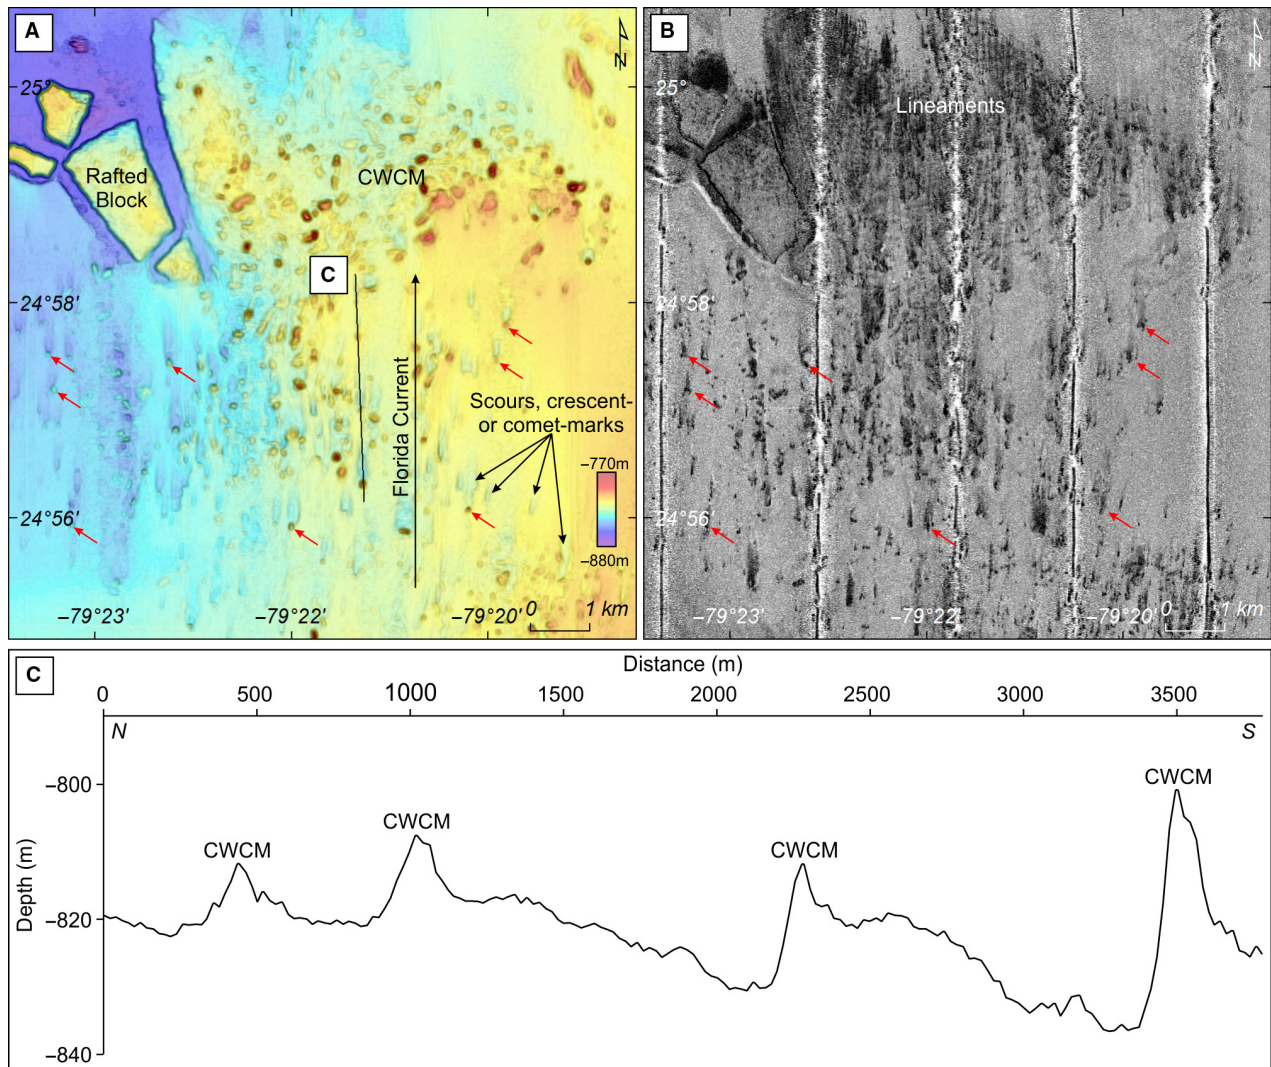 A
N
25°
Rafted
Block
CWCM
C
24°58'
Florida Current
Scours, crescent-
or comet-marks
−770m
24°56'
−880m
−79°23'
−79°22'
−79°20'
0
1 km
B
N
25°
Lineaments
24°58'
24°56'
−79°23'
−79°22'
−79°20'
0
1 km
C
Distance (m)
0 500 1000 1500 2000 2500 3000 3500
N
S
−800
CWCM
CWCM
CWCM
CWCM
Depth (m)
−820
−840